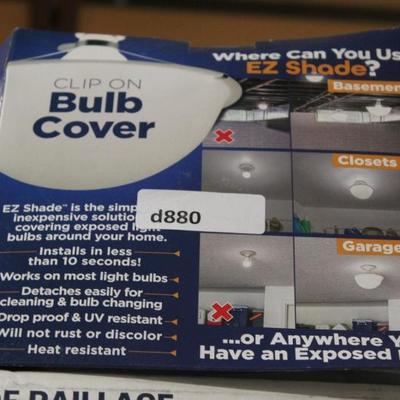 CLIP ON
Bulb
Cover
Where Can You Us
EZ Shade?
Basemen
Closets
Garage
EZ Shade™ is the simp
inexpensive solution
covering exposed light
bulbs around your home.
d880
Installs in less
than 10 seconds!
Works on most light bulbs
Detaches easily for
cleaning & bulb changing
Drop proof & UV resistant
Will not rust or discolor
Heat resistant
...or Anywhere Y
Have an Exposed